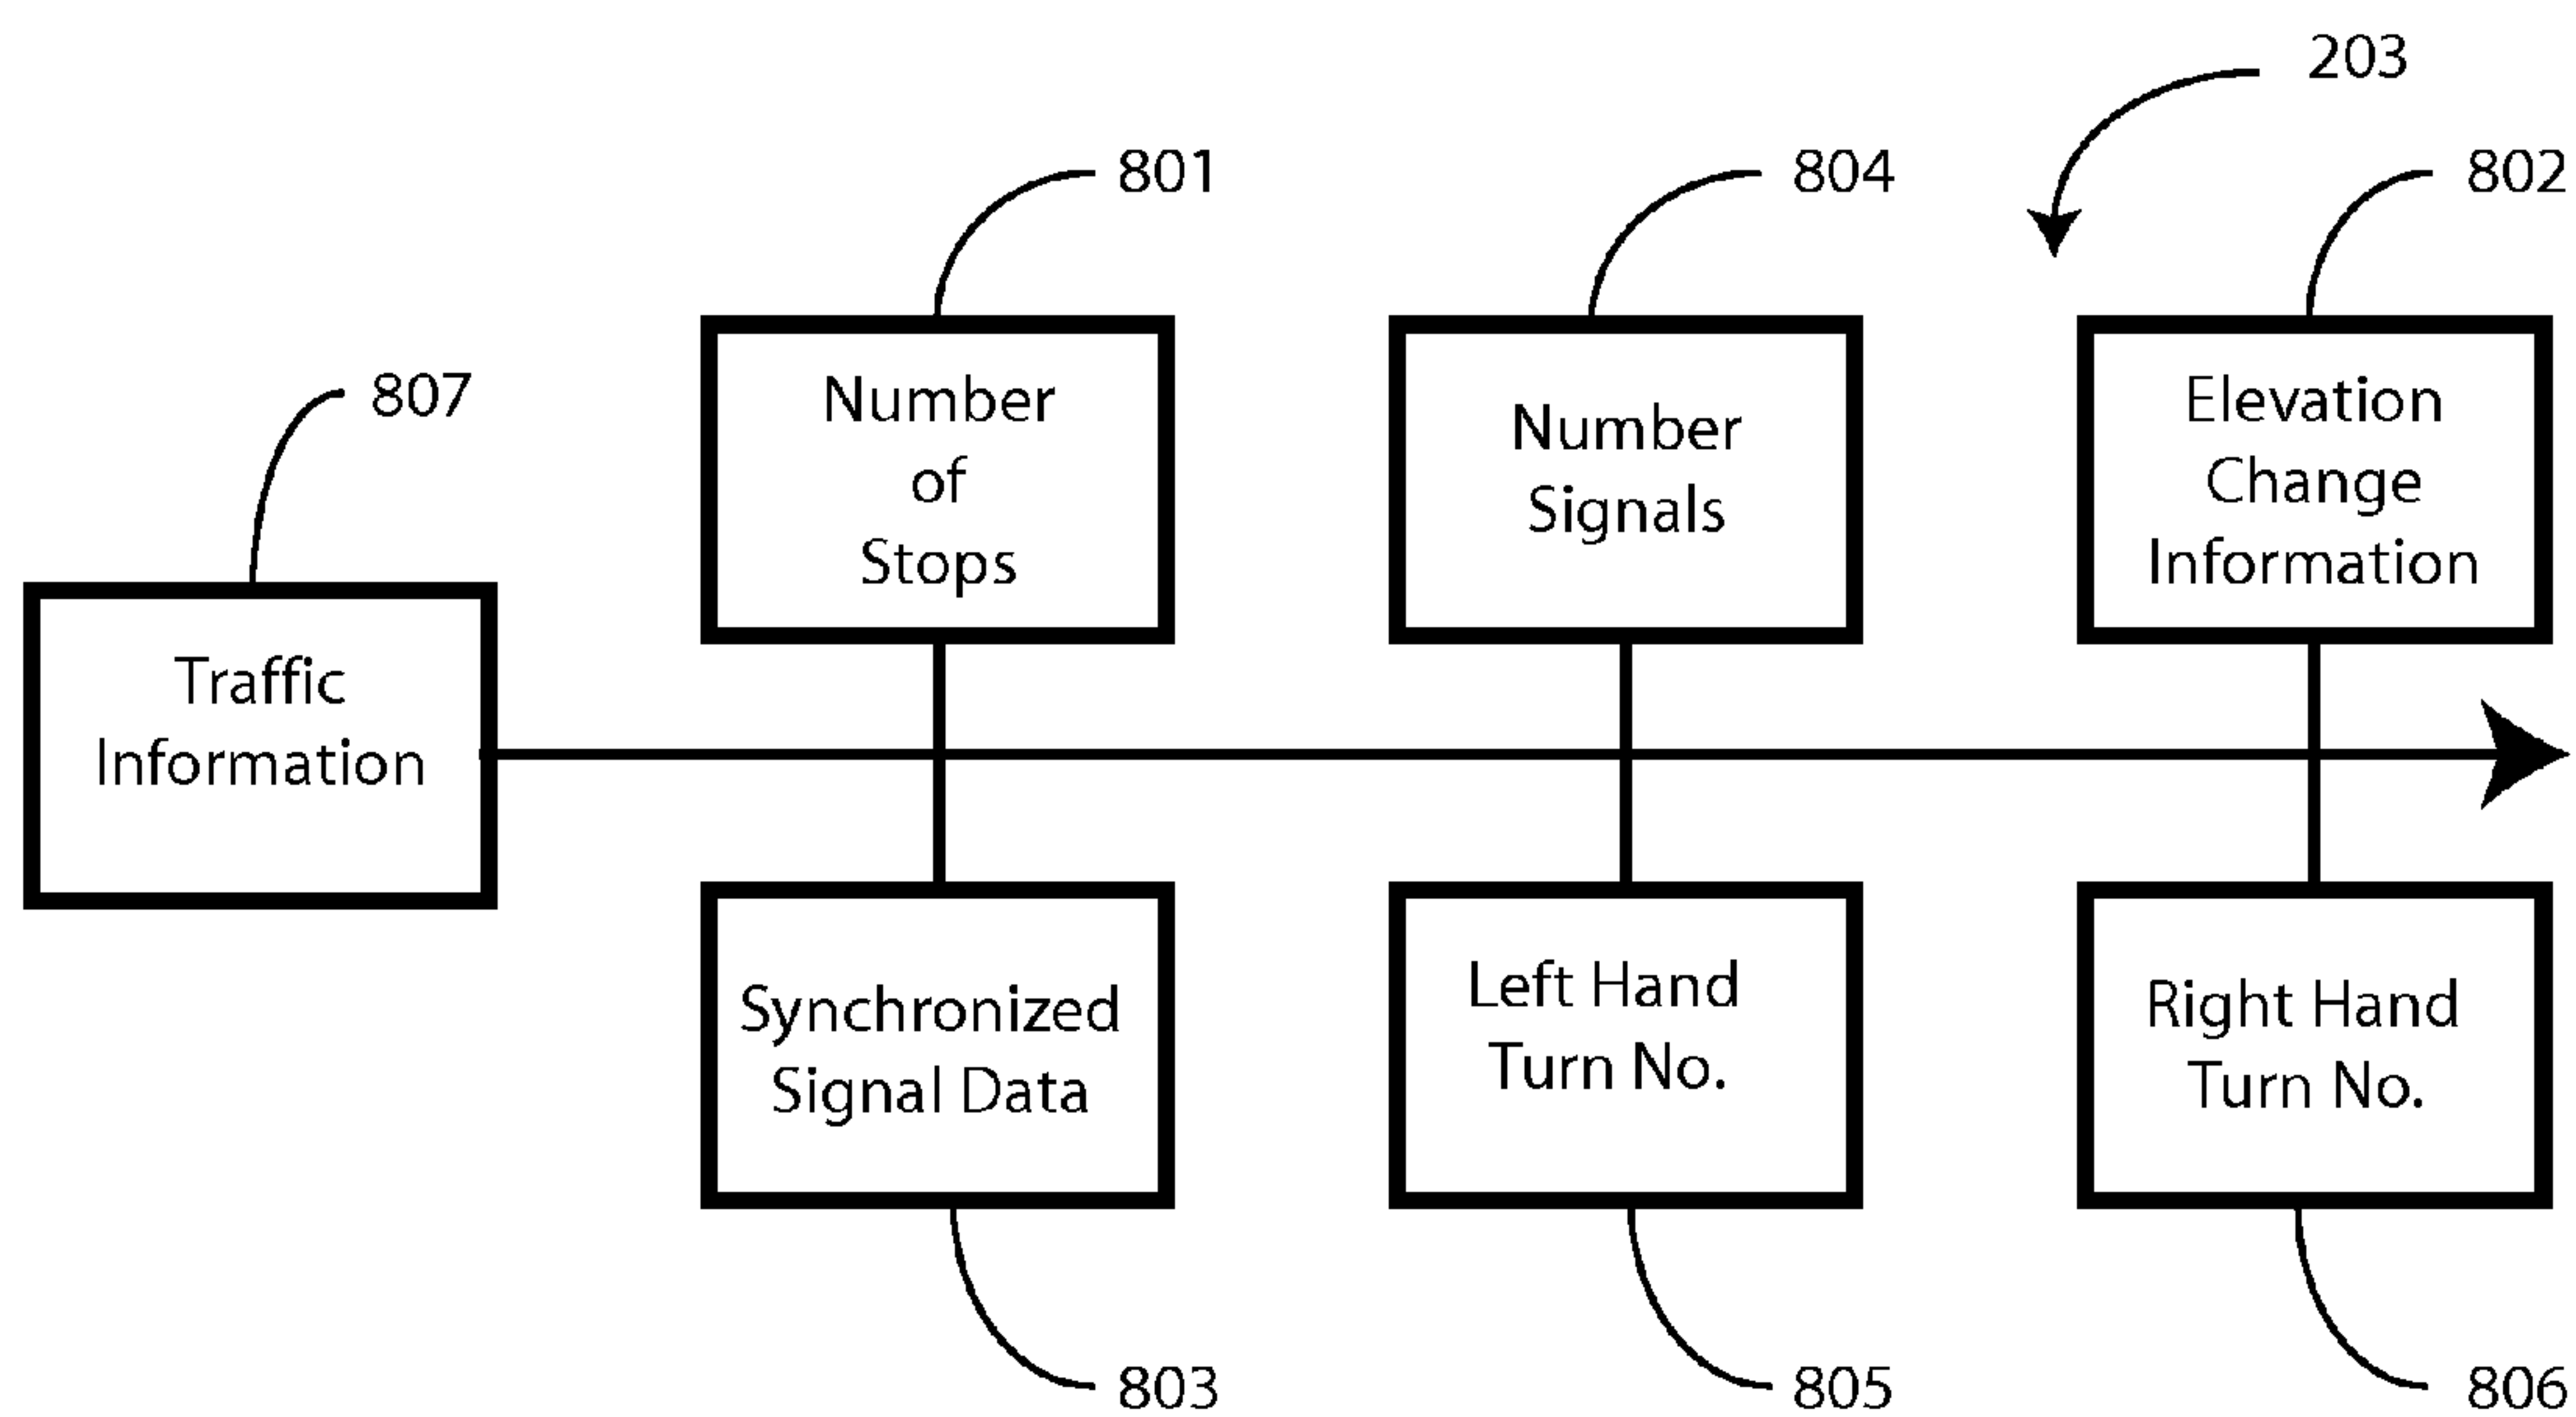 203
801
804
802
807
Number
of
Stops
Number
Signals
Elevation
Change
Information
Traffic
Information
Synchronized
Signal Data
Left Hand
Turn No.
Right Hand
Turn No.
803
805
806